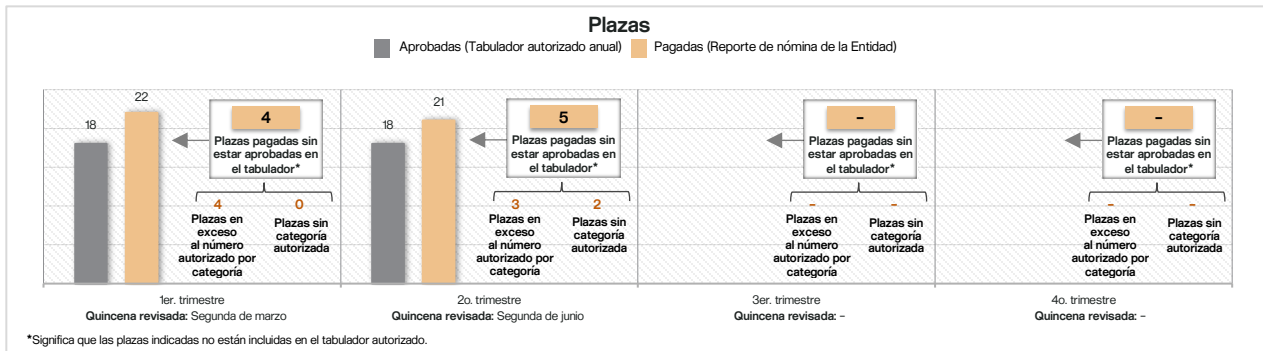 Plazas
Aprobadas (Tabulador autorizado anual)
Pagadas (Reporte de nómina de la Entidad)
18
22
4
Plazas pagadas sin
estar aprobadas en
el tabulador*
4
Plazas en
exceso
al número
autorizado por
categoría
0
Plazas sin
categoría
autorizada
1er. trimestre
Quincena revisada: Segunda de marzo
18
21
5
Plazas pagadas sin
estar aprobadas en
el tabulador*
3
Plazas en
exceso
al número
autorizado por
categoría
2
Plazas sin
categoría
autorizada
2o. trimestre
Quincena revisada: Segunda de junio
-
Plazas pagadas sin
estar aprobadas en
el tabulador*
-
Plazas en
exceso
al número
autorizado por
categoría
-
Plazas sin
categoría
autorizada
3er. trimestre
Quincena revisada: -
-
Plazas pagadas sin
estar aprobadas en
el tabulador*
-
Plazas en
exceso
al número
autorizado por
categoría
-
Plazas sin
categoría
autorizada
4o. trimestre
Quincena revisada: -
*Significa que las plazas indicadas no están incluidas en el tabulador autorizado.